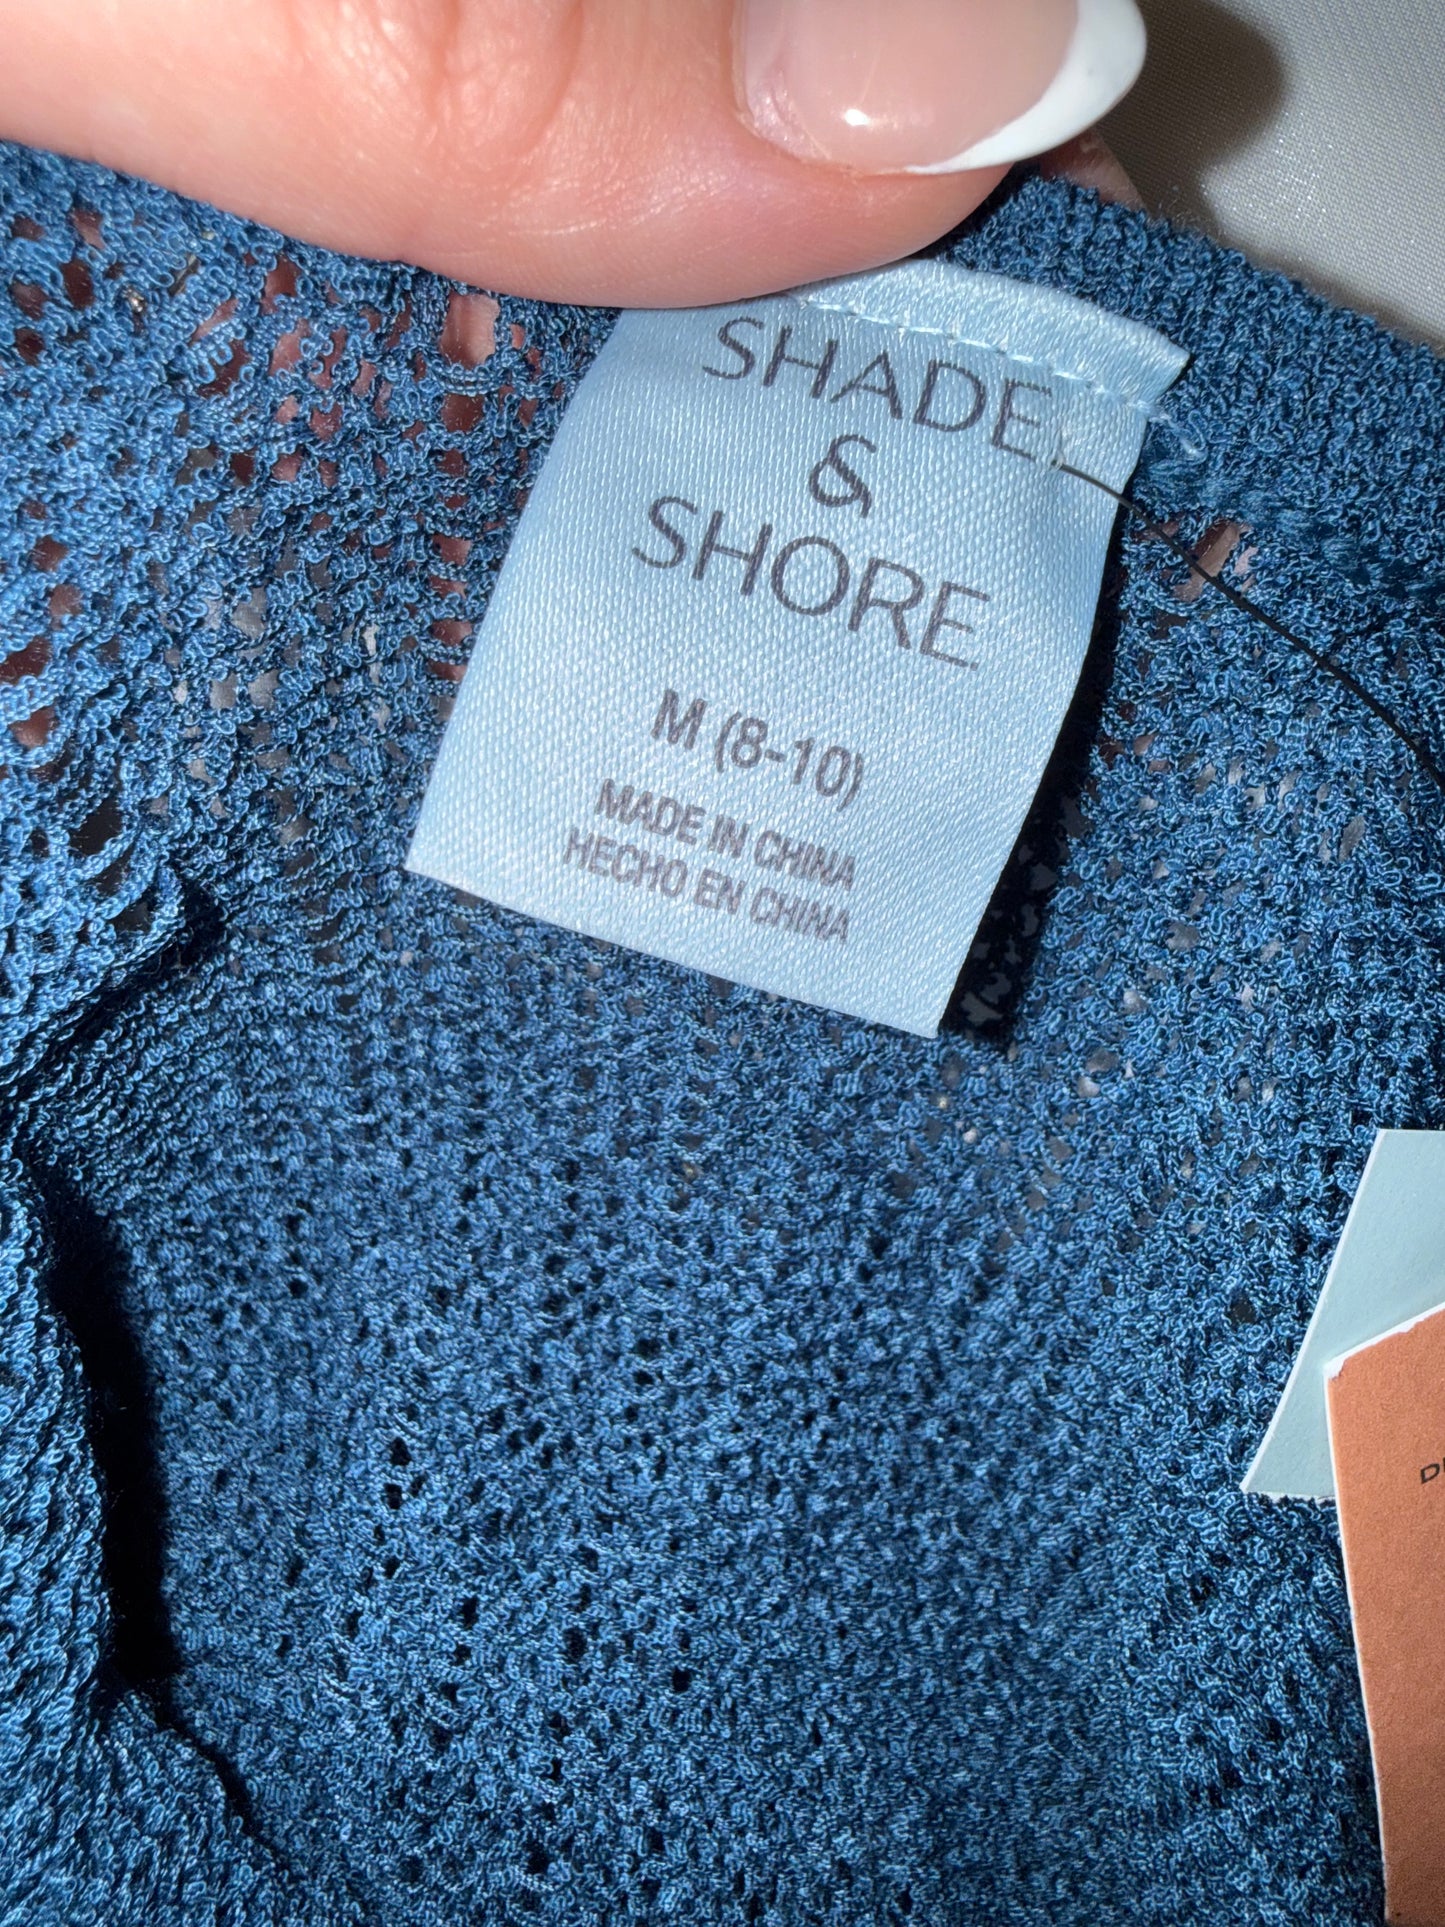 SHADE
&
SHORE
M (8-10)
MADE IN CHINA
HECHO EN CHINA